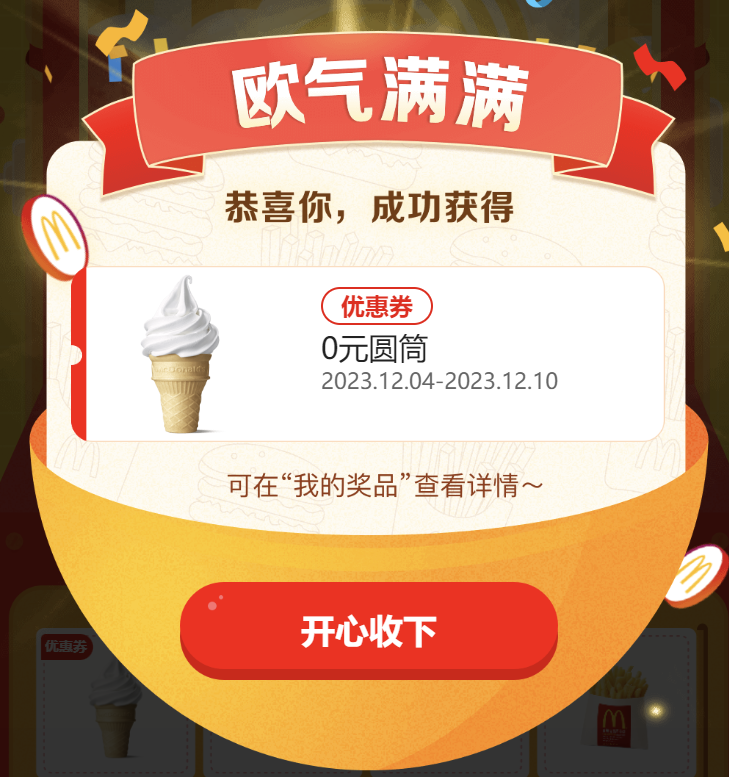 欧气满满
恭喜你，成功获得
优惠券
0元圆筒
2023.12.04-2023.12.10
可在“我的奖品”查看详情～
开心收下
优惠券